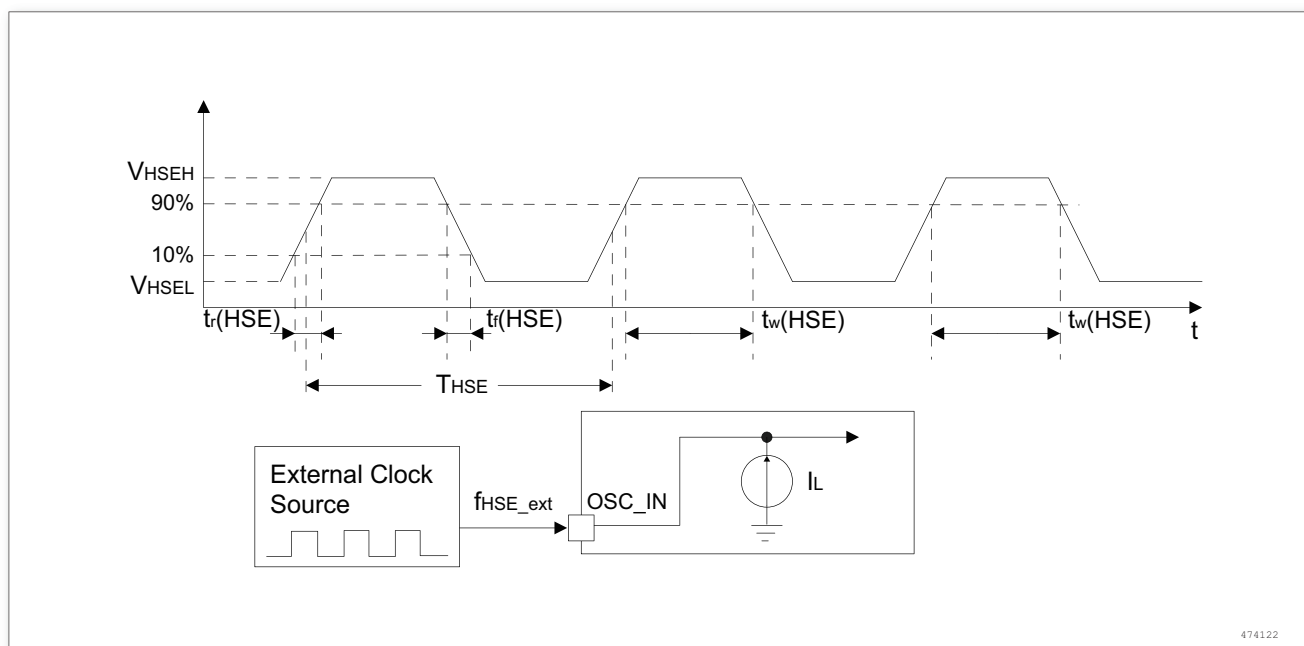 VHSEH
90%
10%
VHSEL
tr(HSE)
tf(HSE)
tw(HSE)
tw(HSE)
t
THSE
External Clock
Source
fHSE_ext
OSC_IN
IL
474122